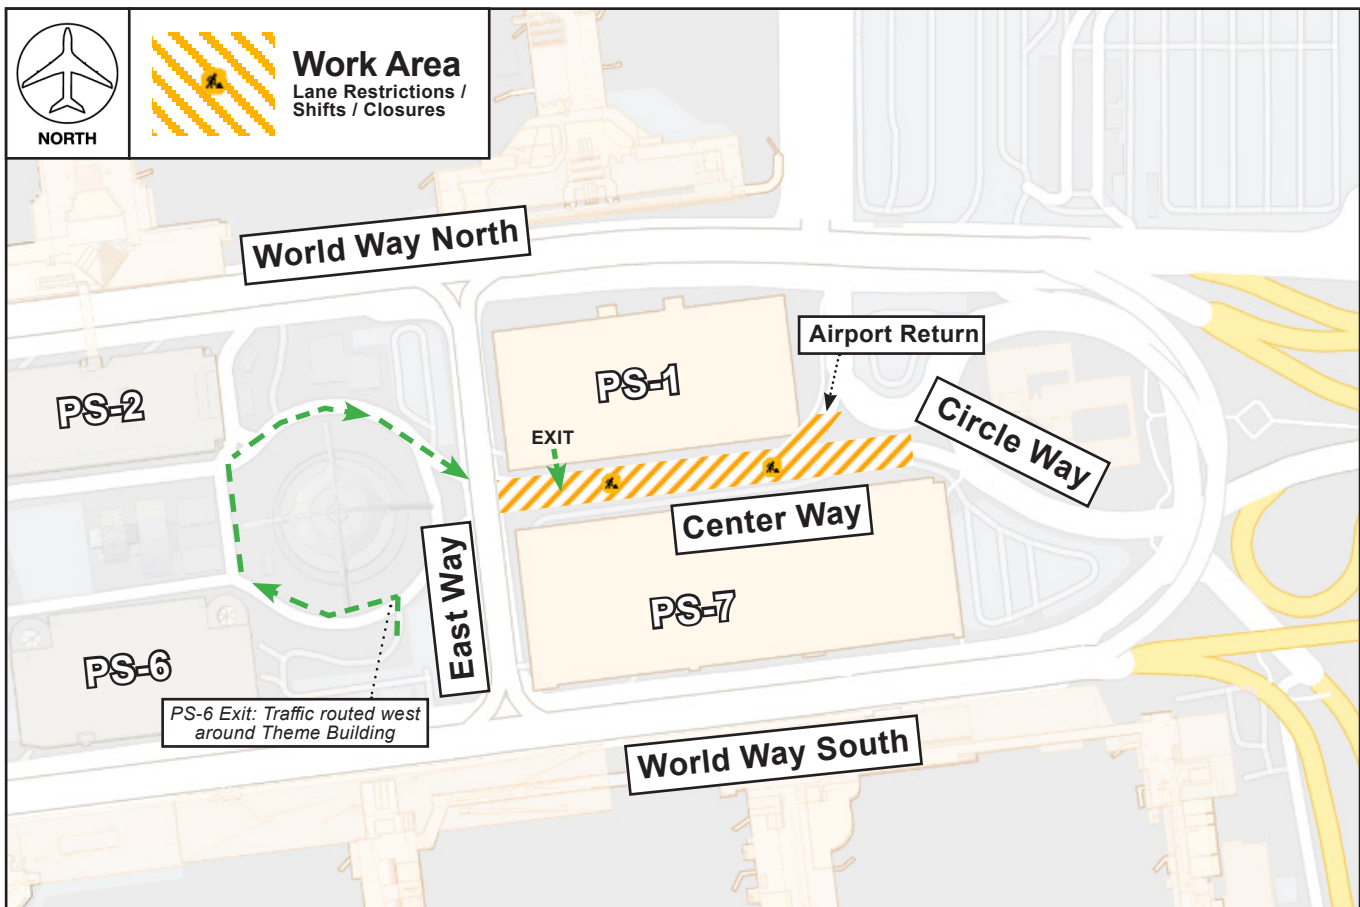 NORTH
Work Area
Lane Restrictions /
Shifts / Closures
World Way North
Airport Return
PS-1
PS-2
Circle Way
EXIT
Center Way
East Way
PS-7
PS-6
PS-6 Exit: Traffic routed west
around Theme Building
World Way South